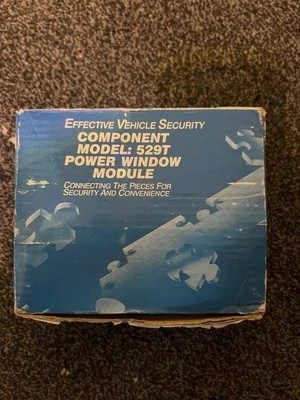 EFFECTIVE VEHICLE SECURITY
COMPONENT
MODEL: 529T
POWER WINDOW
MODULE
CONNECTING THE PIECES FOR
SECURITY AND CONVENIENCE